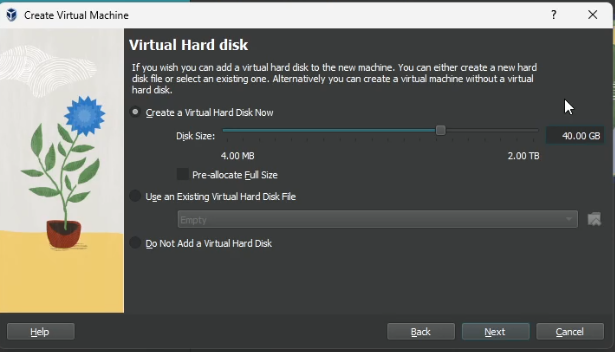 Create Virtual Machine
?
Virtual Hard disk
If you wish you can add a virtual hard disk to the new machine. You can either create a new hard
disk file or select an existing one. Alternatively you can create a virtual machine without a virtual
hard disk.
Create a Virtual Hard Disk Now
Disk Size:
40.00 GB
4.00 MB
2.00 TB
Pre-allocate Full Size
Use an Existing Virtual Hard Disk File
Empty
Do Not Add a Virtual Hard Disk
Help
Back
Next
Cancel